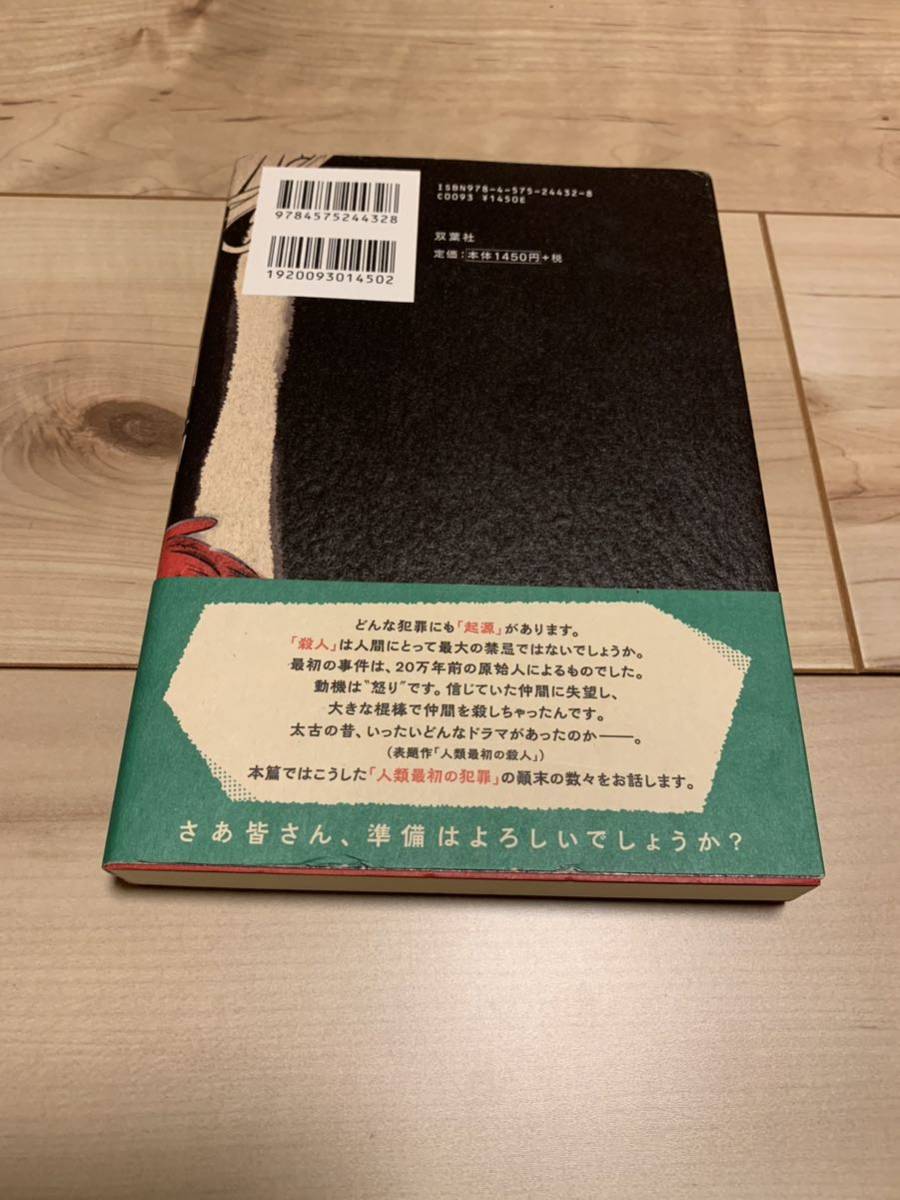 9784575244328
1920093014502
ISBN978-4-575-24432-8
C0093 ¥1450E
双葉社
定価：本体1450円+税
どんな犯罪にも「起源」があります。
「殺人」は人間にとって最大の禁忌ではないでしょうか。
最初の事件は、20万年前の原始人によるものでした。
動機は“怒り”です。信じていた仲間に失望し、
大きな棍棒で仲間を殺しちゃったんです。
太古の昔、いったいどんなドラマがあったのか――。
（表題作「人類最初の殺人」）
本篇ではこうした「人類最初の犯罪」の顚末の数々をお話します。
さあ皆さん、準備はよろしいでしょうか？